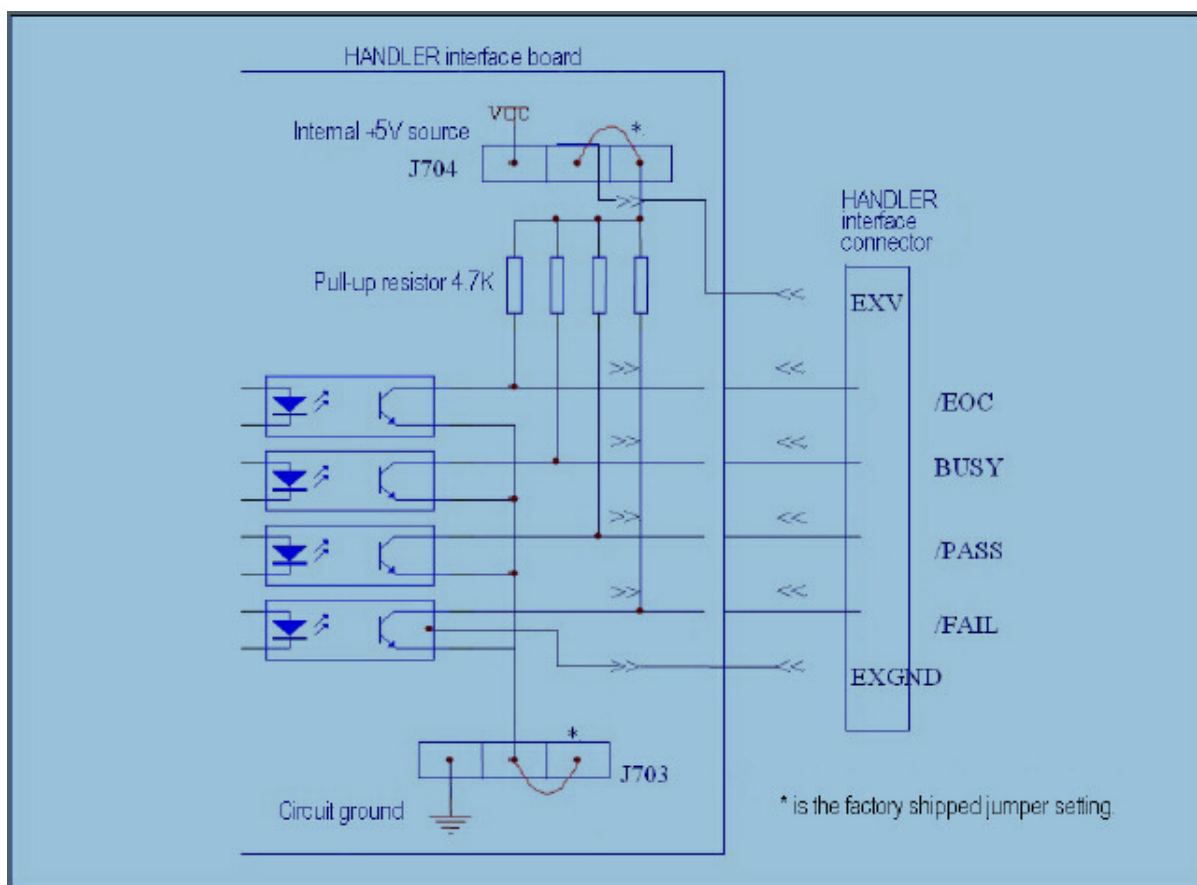 HANDLER interface board
VCC
Internal +5V source
*
J704
HANDLER
interface
connector
Pull-up resistor 4.7K
EXV
/EOC
BUSY
/PASS
/FAIL
EXGND
*
J703
Circuit ground
* is the factory shipped jumper setting.